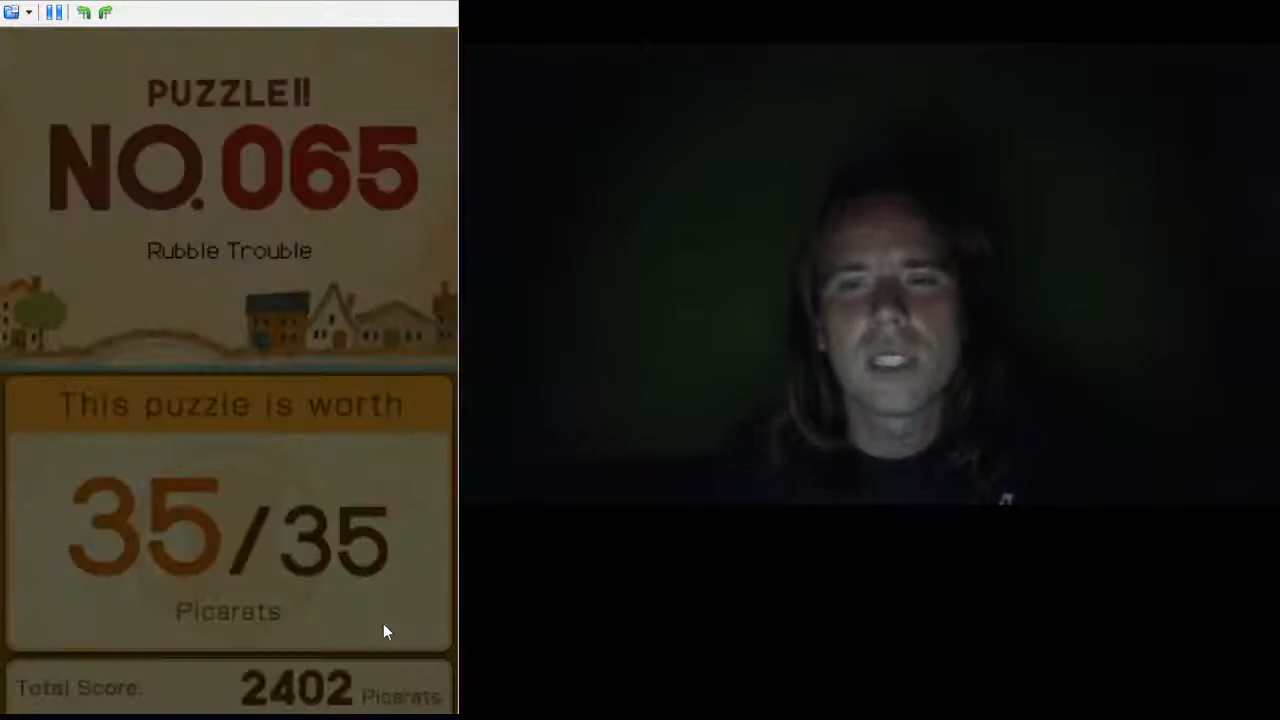 PUZZLE!!
NO.065
Rubble Trouble
This puzzle is worth
35/35
Picarats
Total Score: 2402 Picarats